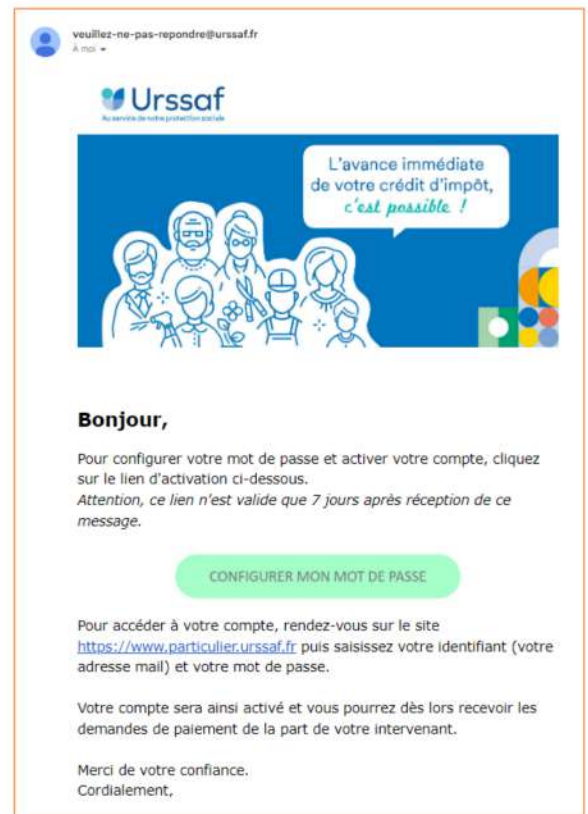 veuillez-ne-pas-repondre@urssaf.fr
À moi
Urssaf
Au service de notre protection sociale
L'avance immédiate
de votre crédit d'impôt,
c'est possible !
Bonjour,
Pour configurer votre mot de passe et activer votre compte, cliquez
sur le lien d'activation ci-dessous.
Attention, ce lien n'est valide que 7 jours après réception de ce
message.
CONFIGURER MON MOT DE PASSE
Pour accéder à votre compte, rendez-vous sur le site
https://www.particulier.urssaf.fr puis saisissez votre identifiant (votre
adresse mail) et votre mot de passe.
Votre compte sera ainsi activé et vous pourrez dès lors recevoir les
demandes de paiement de la part de votre intervenant.
Merci de votre confiance.
Cordialement,